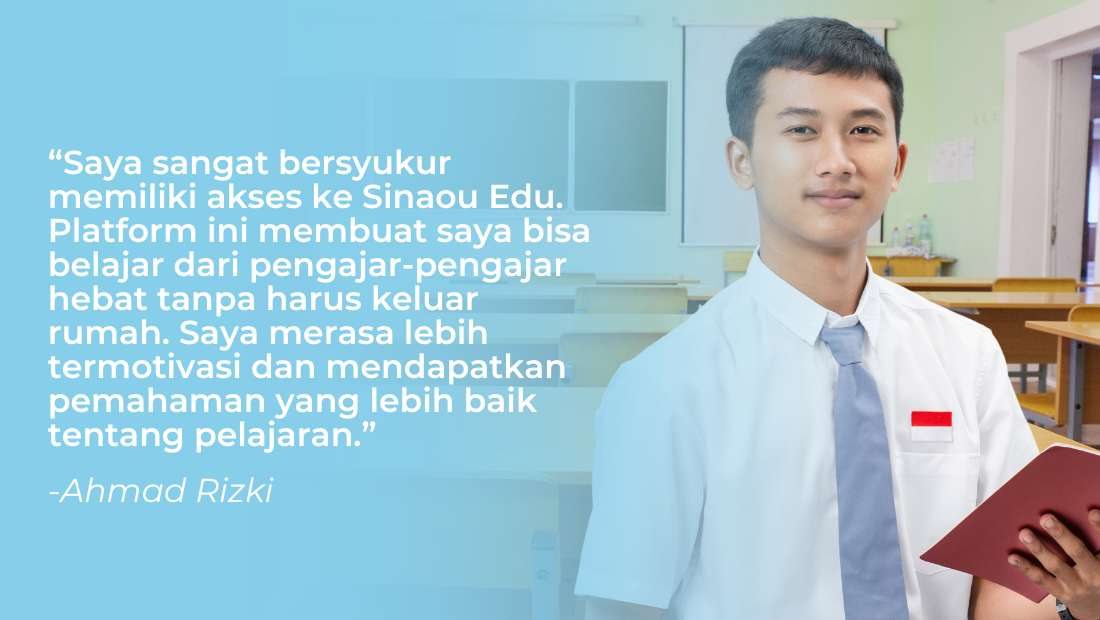 “Saya sangat bersyukur
memiliki akses ke Sinaou Edu.
Platform ini membuat saya bisa
belajar dari pengajar-pengajar
hebat tanpa harus keluar
rumah. Saya merasa lebih
termotivasi dan mendapatkan
pemahaman yang lebih baik
tentang pelajaran.”
-Ahmad Rizki